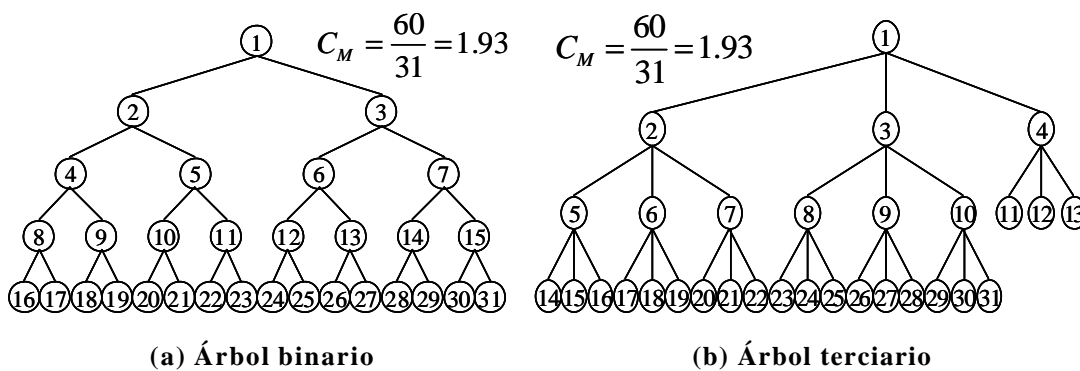 C_M = 60/31 = 1.93
1
2 3
4 5 6 7
8 9 10 11 12 13 14 15
16 17 18 19 20 21 22 23 24 25 26 27 28 29 30 31
(a) Árbol binario
C_M = 60/31 = 1.93
1
2 3 4
5 6 7 8 9 10 11 12 13
14 15 16 17 18 19 20 21 22 23 24 25 26 27 28 29 30 31
(b) Árbol terciario